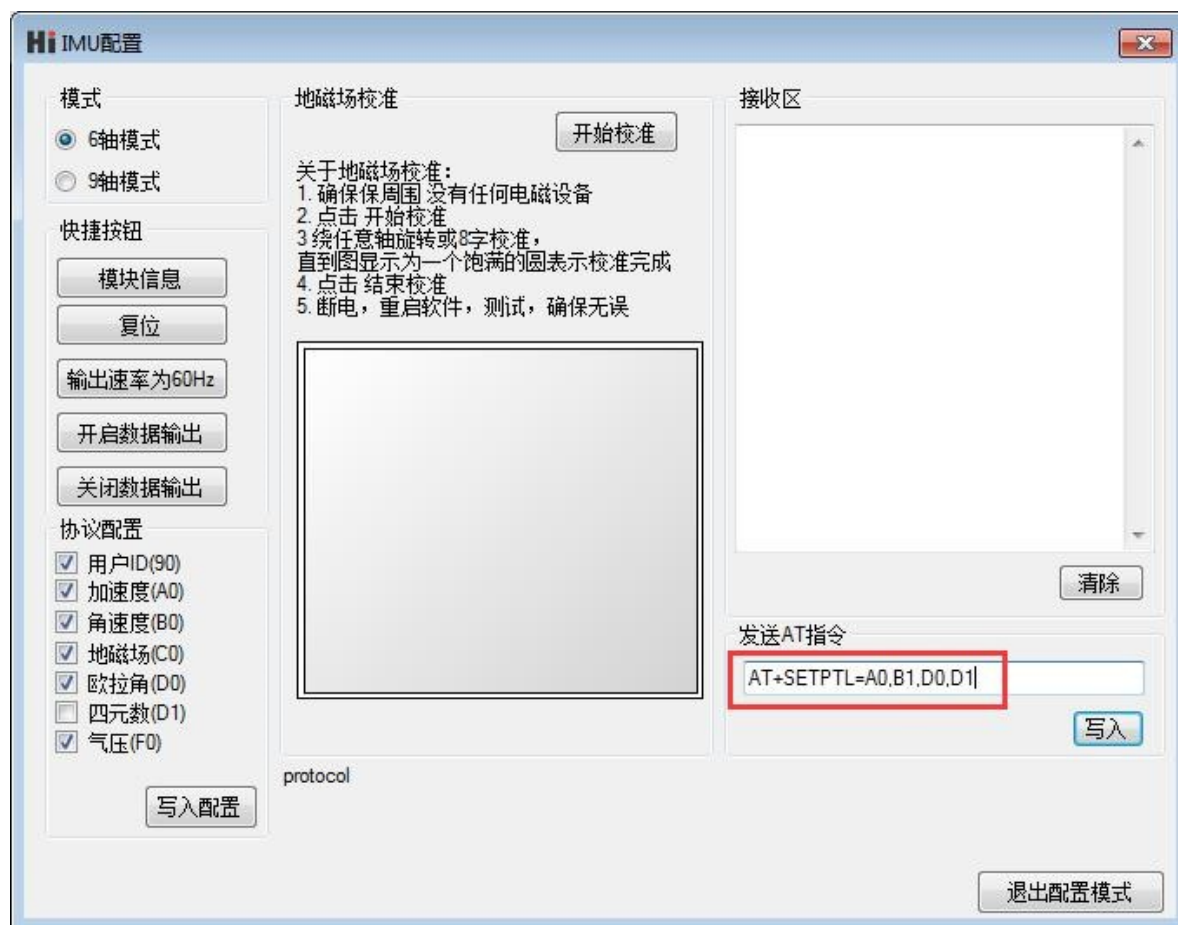 Hi IMU配置
模式
6轴模式
9轴模式
快捷按钮
模块信息
复位
输出速率为60Hz
开启数据输出
关闭数据输出
协议配置
用户ID(90)
加速度(A0)
角速度(B0)
地磁场(C0)
欧拉角(D0)
四元数(D1)
气压(F0)
写入配置
地磁场校准
开始校准
关于地磁场校准：
1. 确保保周围 没有任何电磁设备
2. 点击 开始校准
3 绕任意轴旋转或8字校准，
直到图显示为一个饱满的圆表示校准完成
4. 点击 结束校准
5. 断电，重启软件，测试，确保无误
protocol
接收区
清除
发送AT指令
AT+SETPTL=A0,B1,D0,D1
写入
退出配置模式